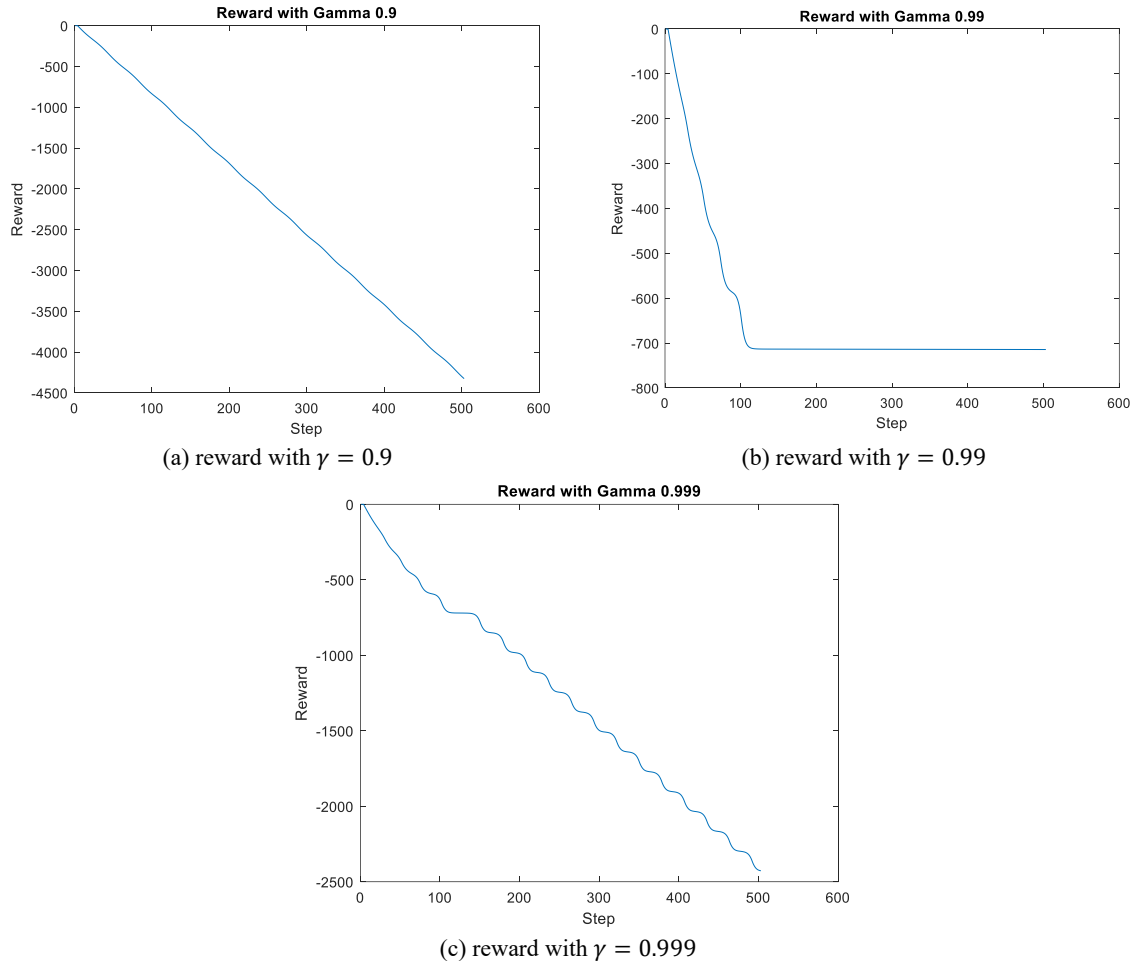 Reward with Gamma 0.9
0
-500
-1000
-1500
-2000
-2500
-3000
-3500
-4000
-4500
Reward
0 100 200 300 400 500 600
Step
(a) reward with γ = 0.9
Reward with Gamma 0.99
0
-100
-200
-300
-400
-500
-600
-700
-800
Reward
0 100 200 300 400 500 600
Step
(b) reward with γ = 0.99
Reward with Gamma 0.999
0
-500
-1000
-1500
-2000
-2500
Reward
0 100 200 300 400 500 600
Step
(c) reward with γ = 0.999